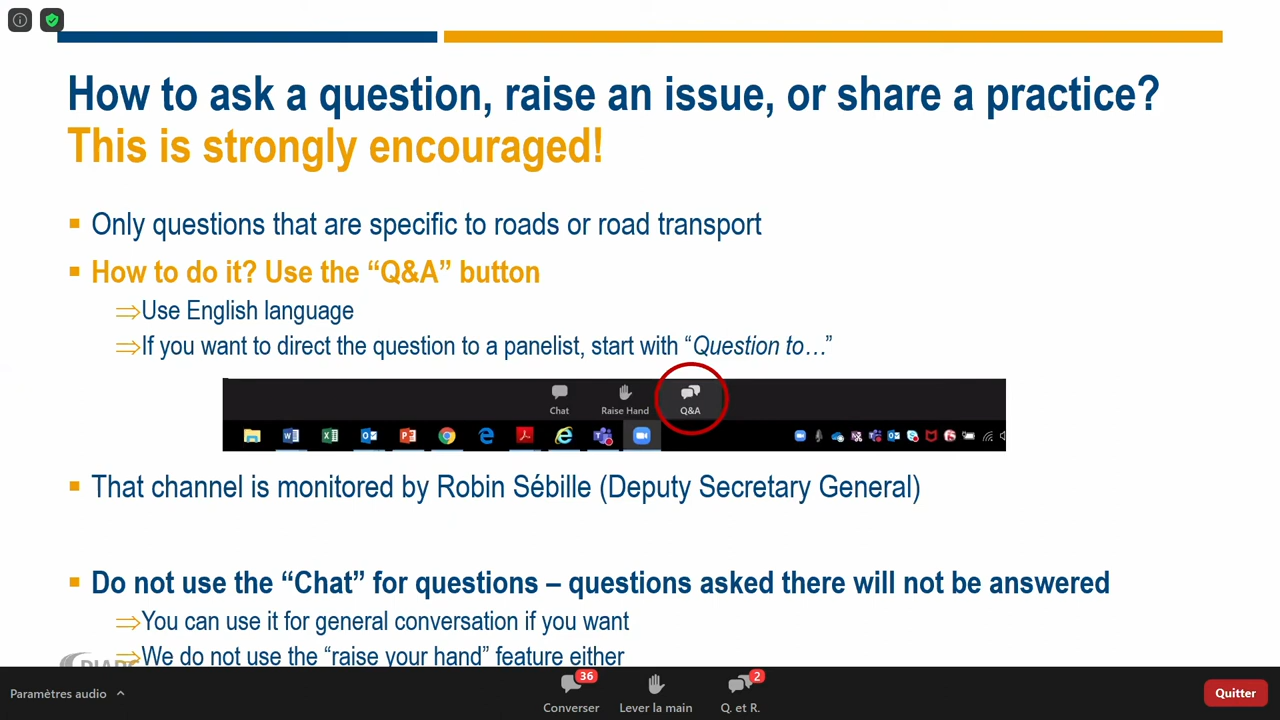 How to ask a question, raise an issue, or share a practice?
This is strongly encouraged!
Only questions that are specific to roads or road transport
How to do it? Use the “Q&A” button
⇒Use English language
⇒If you want to direct the question to a panelist, start with “Question to…”
Chat Raise Hand Q&A
That channel is monitored by Robin Sébille (Deputy Secretary General)
Do not use the “Chat” for questions – questions asked there will not be answered
⇒You can use it for general conversation if you want
⇒We do not use the “raise your hand” feature either
36 2
Paramètres audio Converser Lever la main Q. et R. Quitter